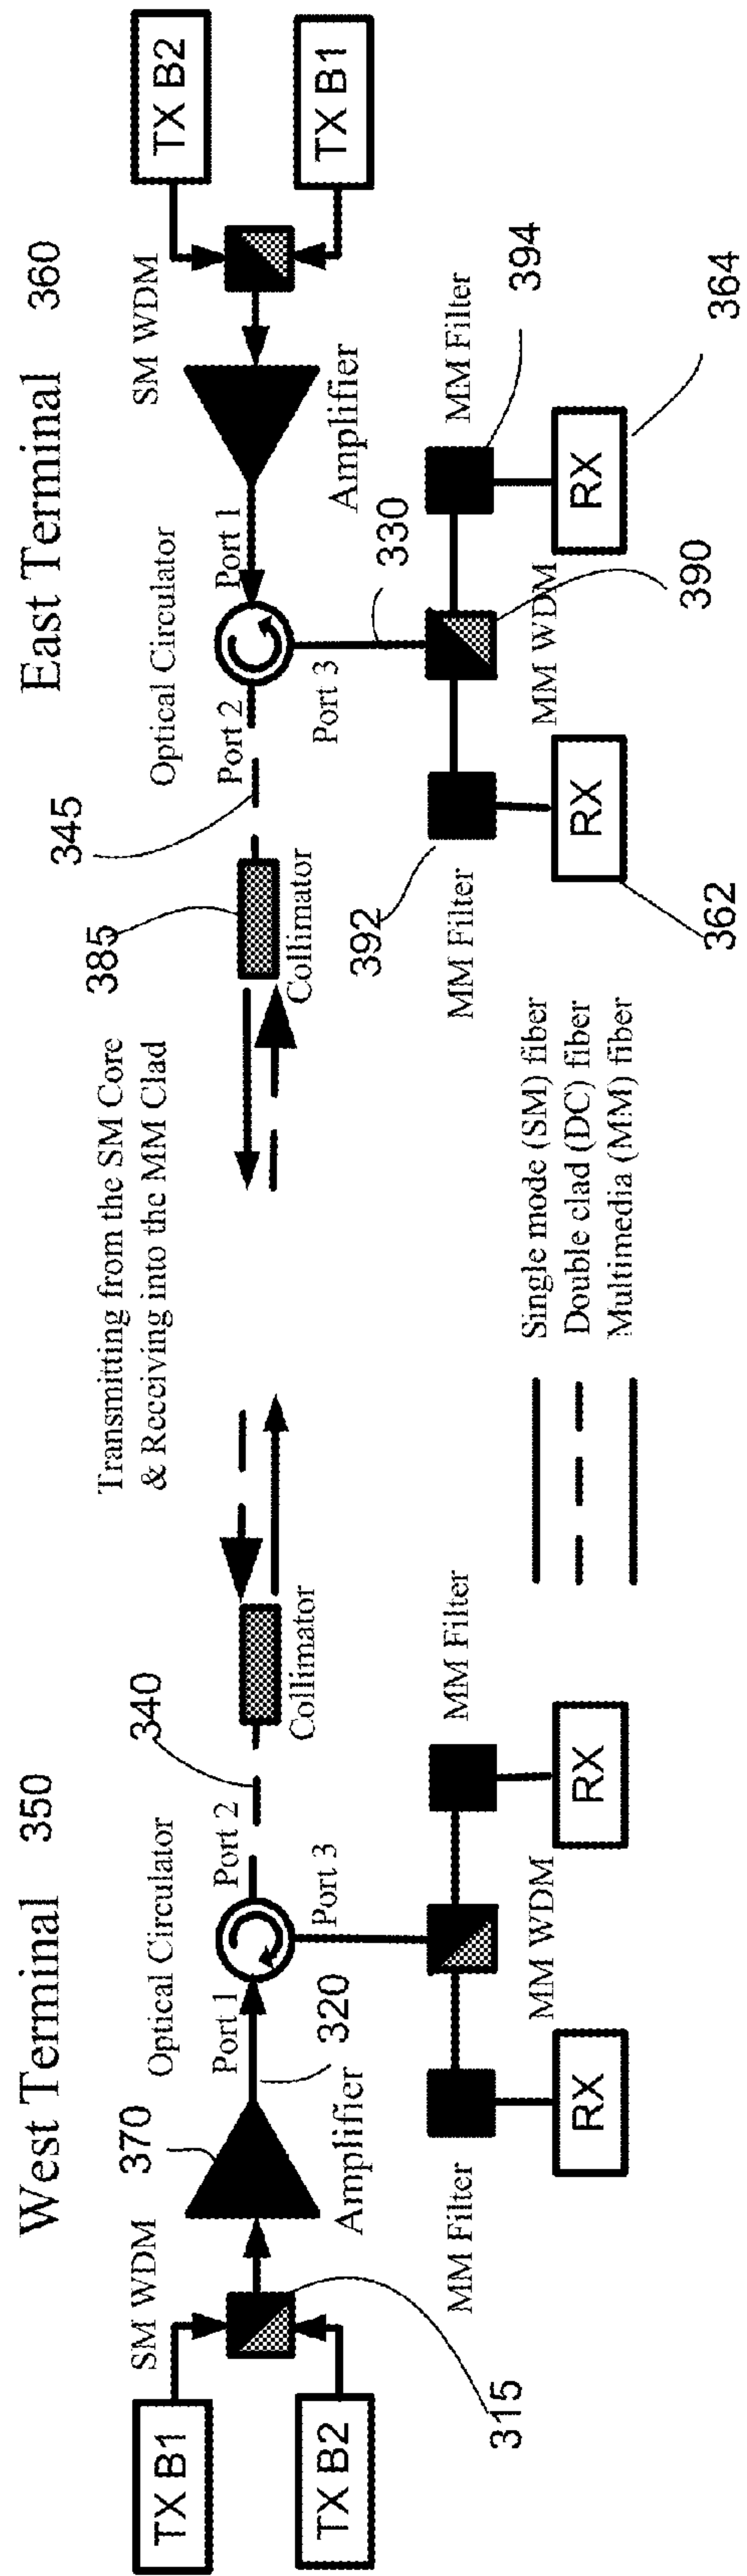 West Terminal 350
East Terminal 360
TX B1
TX B2
SM WDM
315
370
Amplifier
320
Optical Circulator
Port 1
Port 2
Port 3
340
Collimator
MM Filter
MM WDM
MM Filter
RX
RX
Transmitting from the SM Core
& Receiving into the MM Clad
Single mode (SM) fiber
Double clad (DC) fiber
Multimedia (MM) fiber
385
Collimator
345
Optical Circulator
Port 2
Port 1
Port 3
330
Amplifier
SM WDM
TX B2
TX B1
392
MM Filter
MM WDM
390
MM Filter
394
RX
362
RX
364